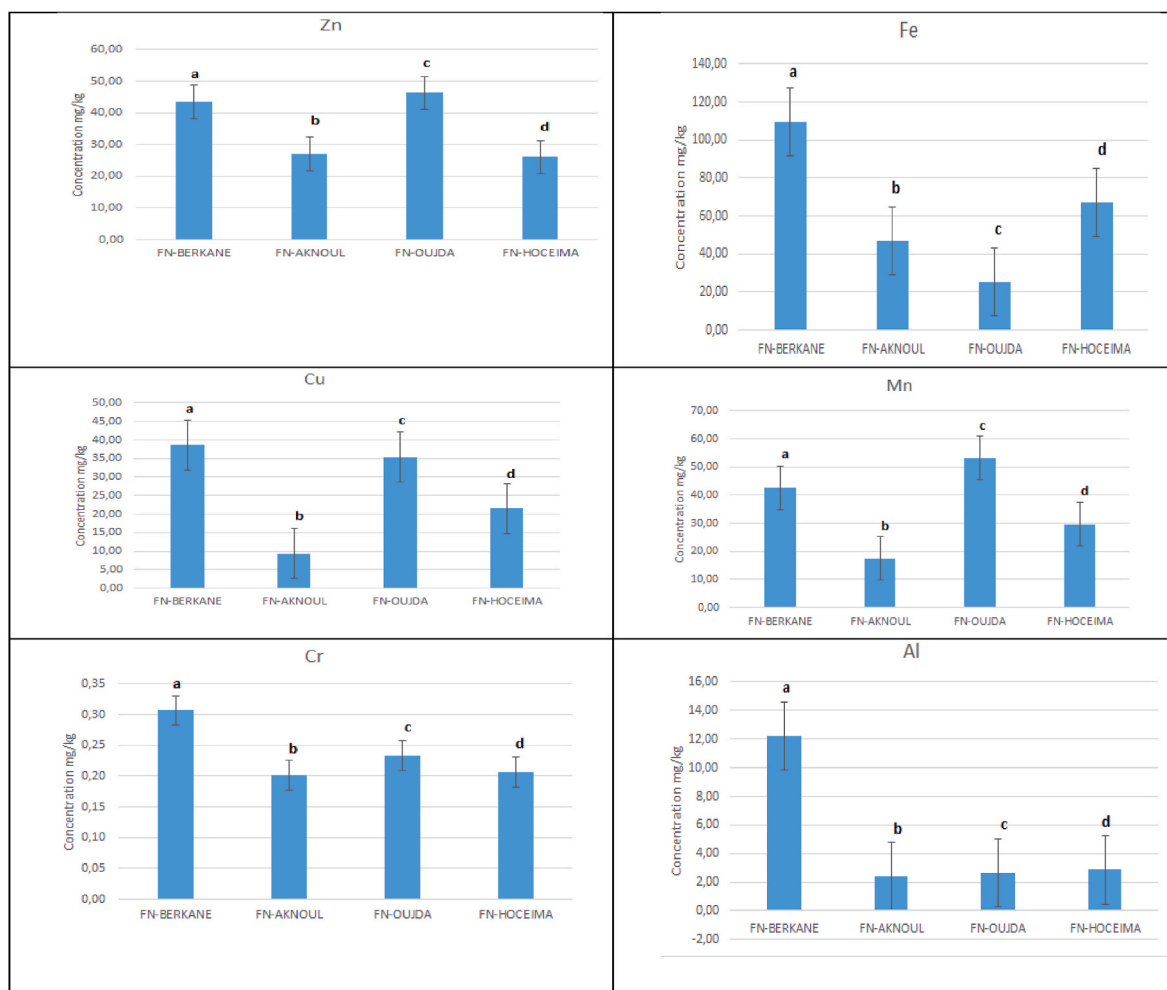 Zn
Concentration mg/kg
60,00
50,00
40,00
30,00
20,00
10,00
0,00
a
b
c
d
FN-BERKANE FN-AKNOUL FN-OUJDA FN-HOCEIMA
Fe
Concentration mg/kg
140,00
120,00
100,00
80,00
60,00
40,00
20,00
0,00
a
b
c
d
FN-BERKANE FN-AKNOUL FN-OUJDA FN-HOCEIMA
Cu
Concentration mg/kg
50,00
45,00
40,00
35,00
30,00
25,00
20,00
15,00
10,00
5,00
0,00
a
b
c
d
FN-BERKANE FN-AKNOUL FN-OUJDA FN-HOCEIMA
Mn
Concentration mg/kg
70,00
60,00
50,00
40,00
30,00
20,00
10,00
0,00
a
b
c
d
FN-BERKANE FN-AKNOUL FN-OUJDA FN-HOCEIMA
Cr
Concentration mg/kg
0,35
0,30
0,25
0,20
0,15
0,10
0,05
0,00
a
b
c
d
FN-BERKANE FN-AKNOUL FN-OUJDA FN-HOCEIMA
Al
Concentration mg/kg
16,00
14,00
12,00
10,00
8,00
6,00
4,00
2,00
0,00
-2,00
a
b
c
d
FN-BERKANE FN-AKNOUL FN-OUJDA FN-HOCEIMA